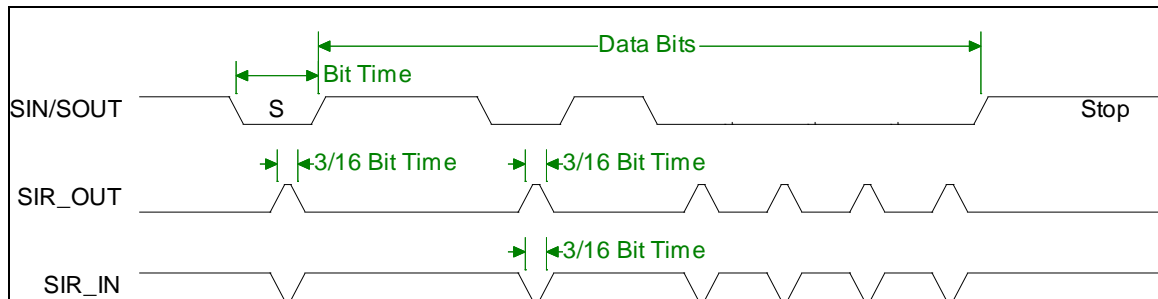 Data Bits
Bit Time
SIN/SOUT
S
Stop
3/16 Bit Time
3/16 Bit Time
SIR_OUT
3/16 Bit Time
SIR_IN